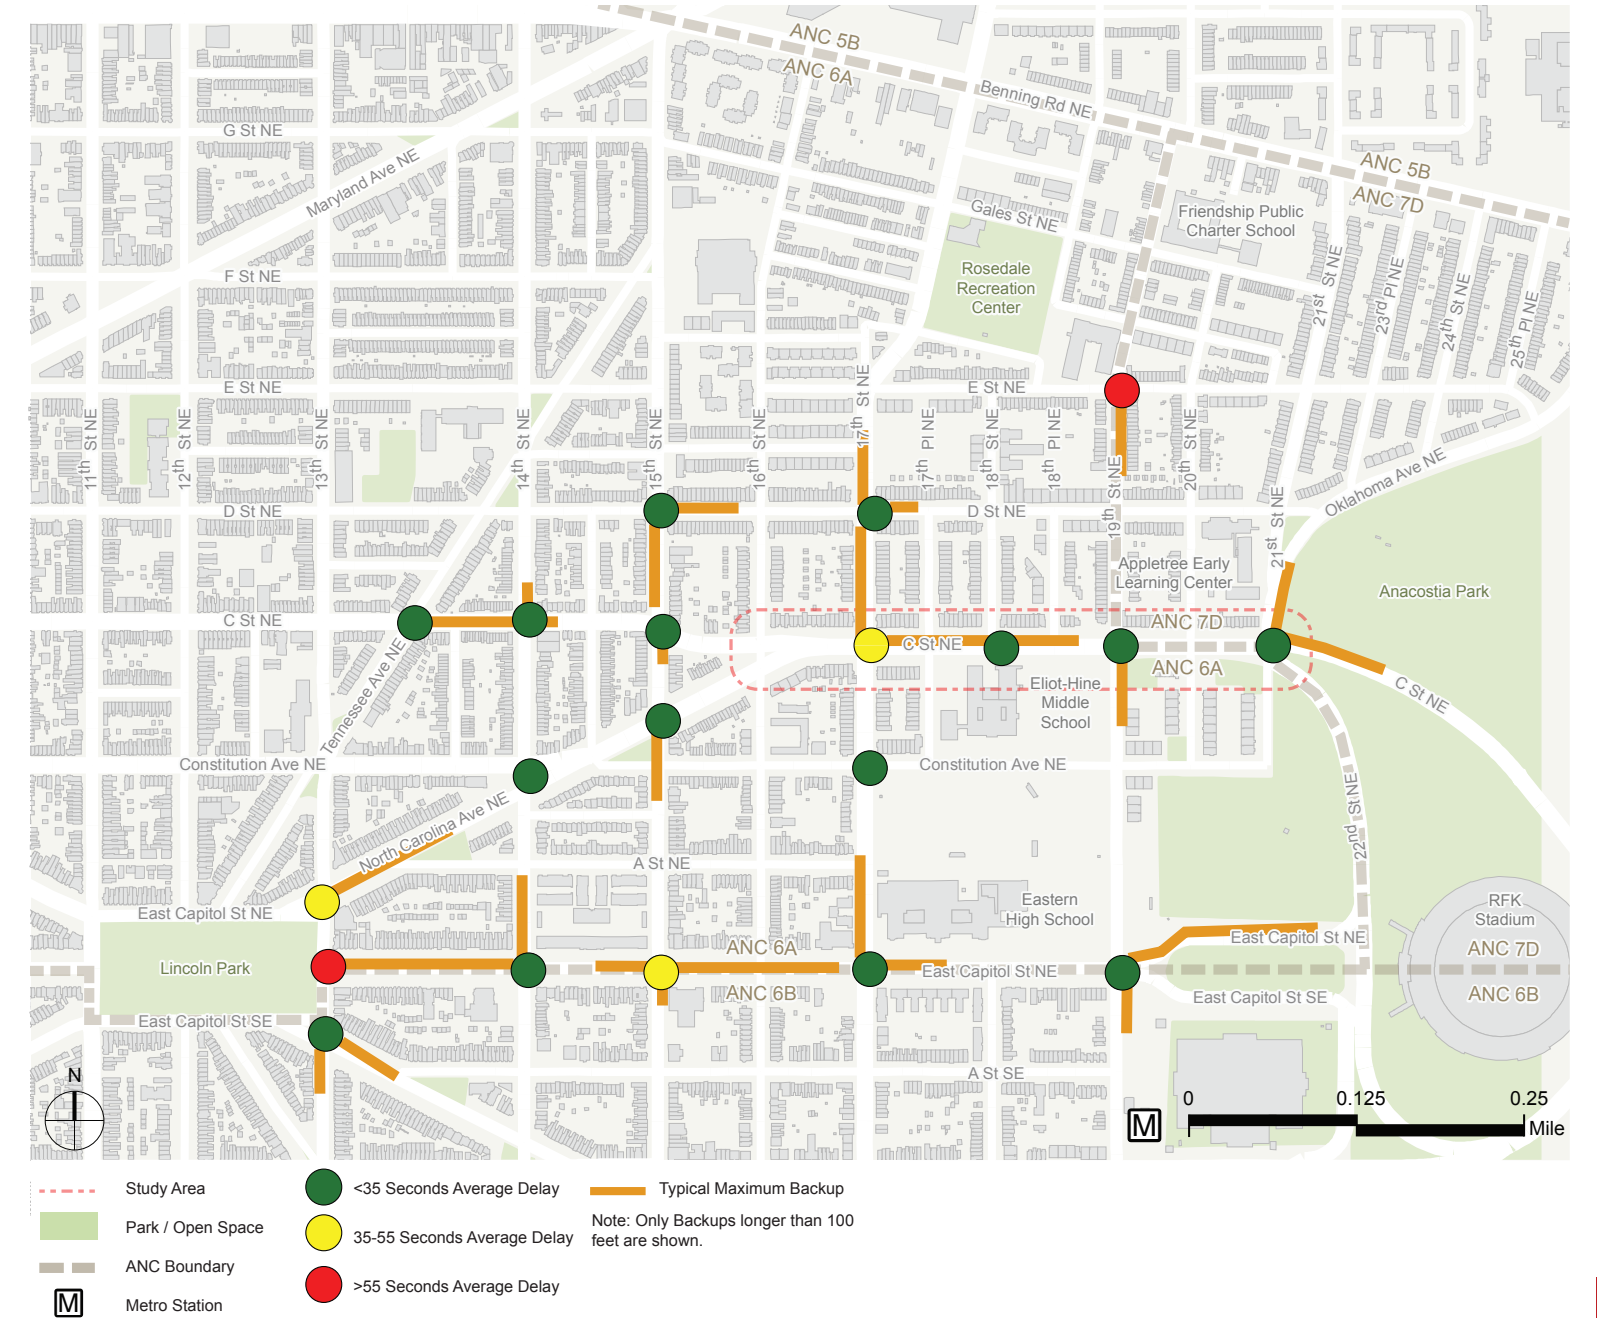 ANC 5B
ANC 6A
Benning Rd NE
G St NE
Maryland Ave NE
ANC 5B
ANC 7D
Gales St NE
Friendship Public
Charter School
F St NE
Rosedale
Recreation
Center
21st St NE
23rd Pl NE
24th St NE
25th Pl NE
E St NE
E St NE
11th St NE
12th St NE
13th St NE
14th St NE
15th St NE
16th St NE
17th St NE
17th Pl NE
18th St NE
18th Pl NE
19th St NE
20th St NE
21st St NE
Oklahoma Ave NE
D St NE
D St NE
Appletree Early
Learning Center
Anacostia Park
C St NE
ANC 7D
C St NE
ANC 6A
Tennessee Ave NE
Eliot-Hine
Middle
School
C St NE
Constitution Ave NE
Constitution Ave NE
North Carolina Ave NE
22nd St NE
A St NE
East Capitol St NE
Eastern
High School
RFK
Stadium
East Capitol St NE
ANC 6A
ANC 7D
Lincoln Park
East Capitol St NE
ANC 6B
East Capitol St SE
ANC 6B
East Capitol St SE
A St SE
N
M
0 0.125 0.25
Mile
Study Area
Park / Open Space
ANC Boundary
M Metro Station
<35 Seconds Average Delay
35-55 Seconds Average Delay
>55 Seconds Average Delay
Typical Maximum Backup
Note: Only Backups longer than 100
feet are shown.